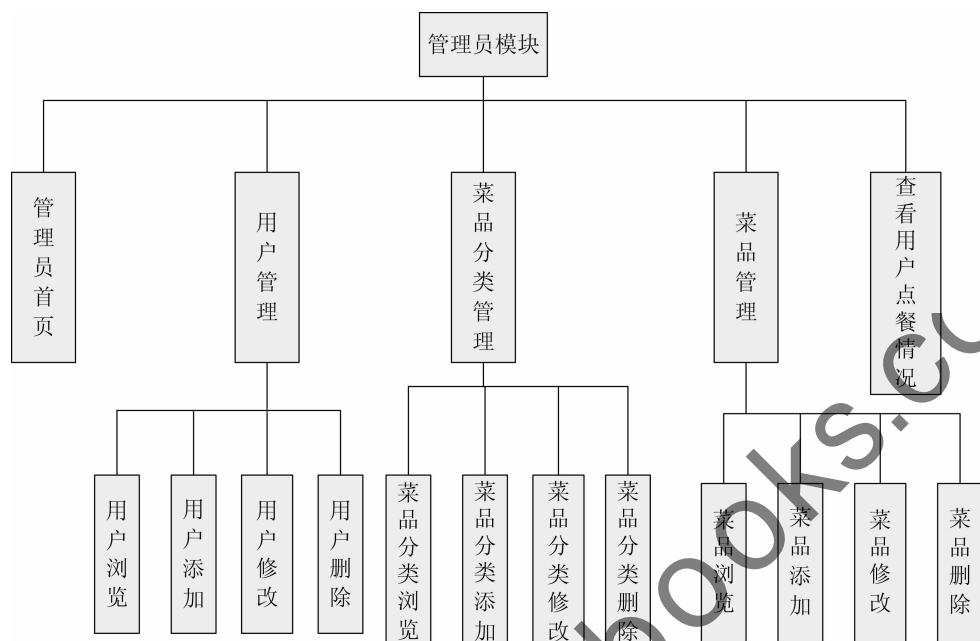 管理员模块
管理员首页
用户管理
菜品分类管理
菜品管理
查看用户点餐情况
用户浏览
用户添加
用户修改
用户删除
菜品分类浏览
菜品分类添加
菜品分类修改
菜品分类删除
菜品浏览
菜品添加
菜品修改
菜品删除
books.co